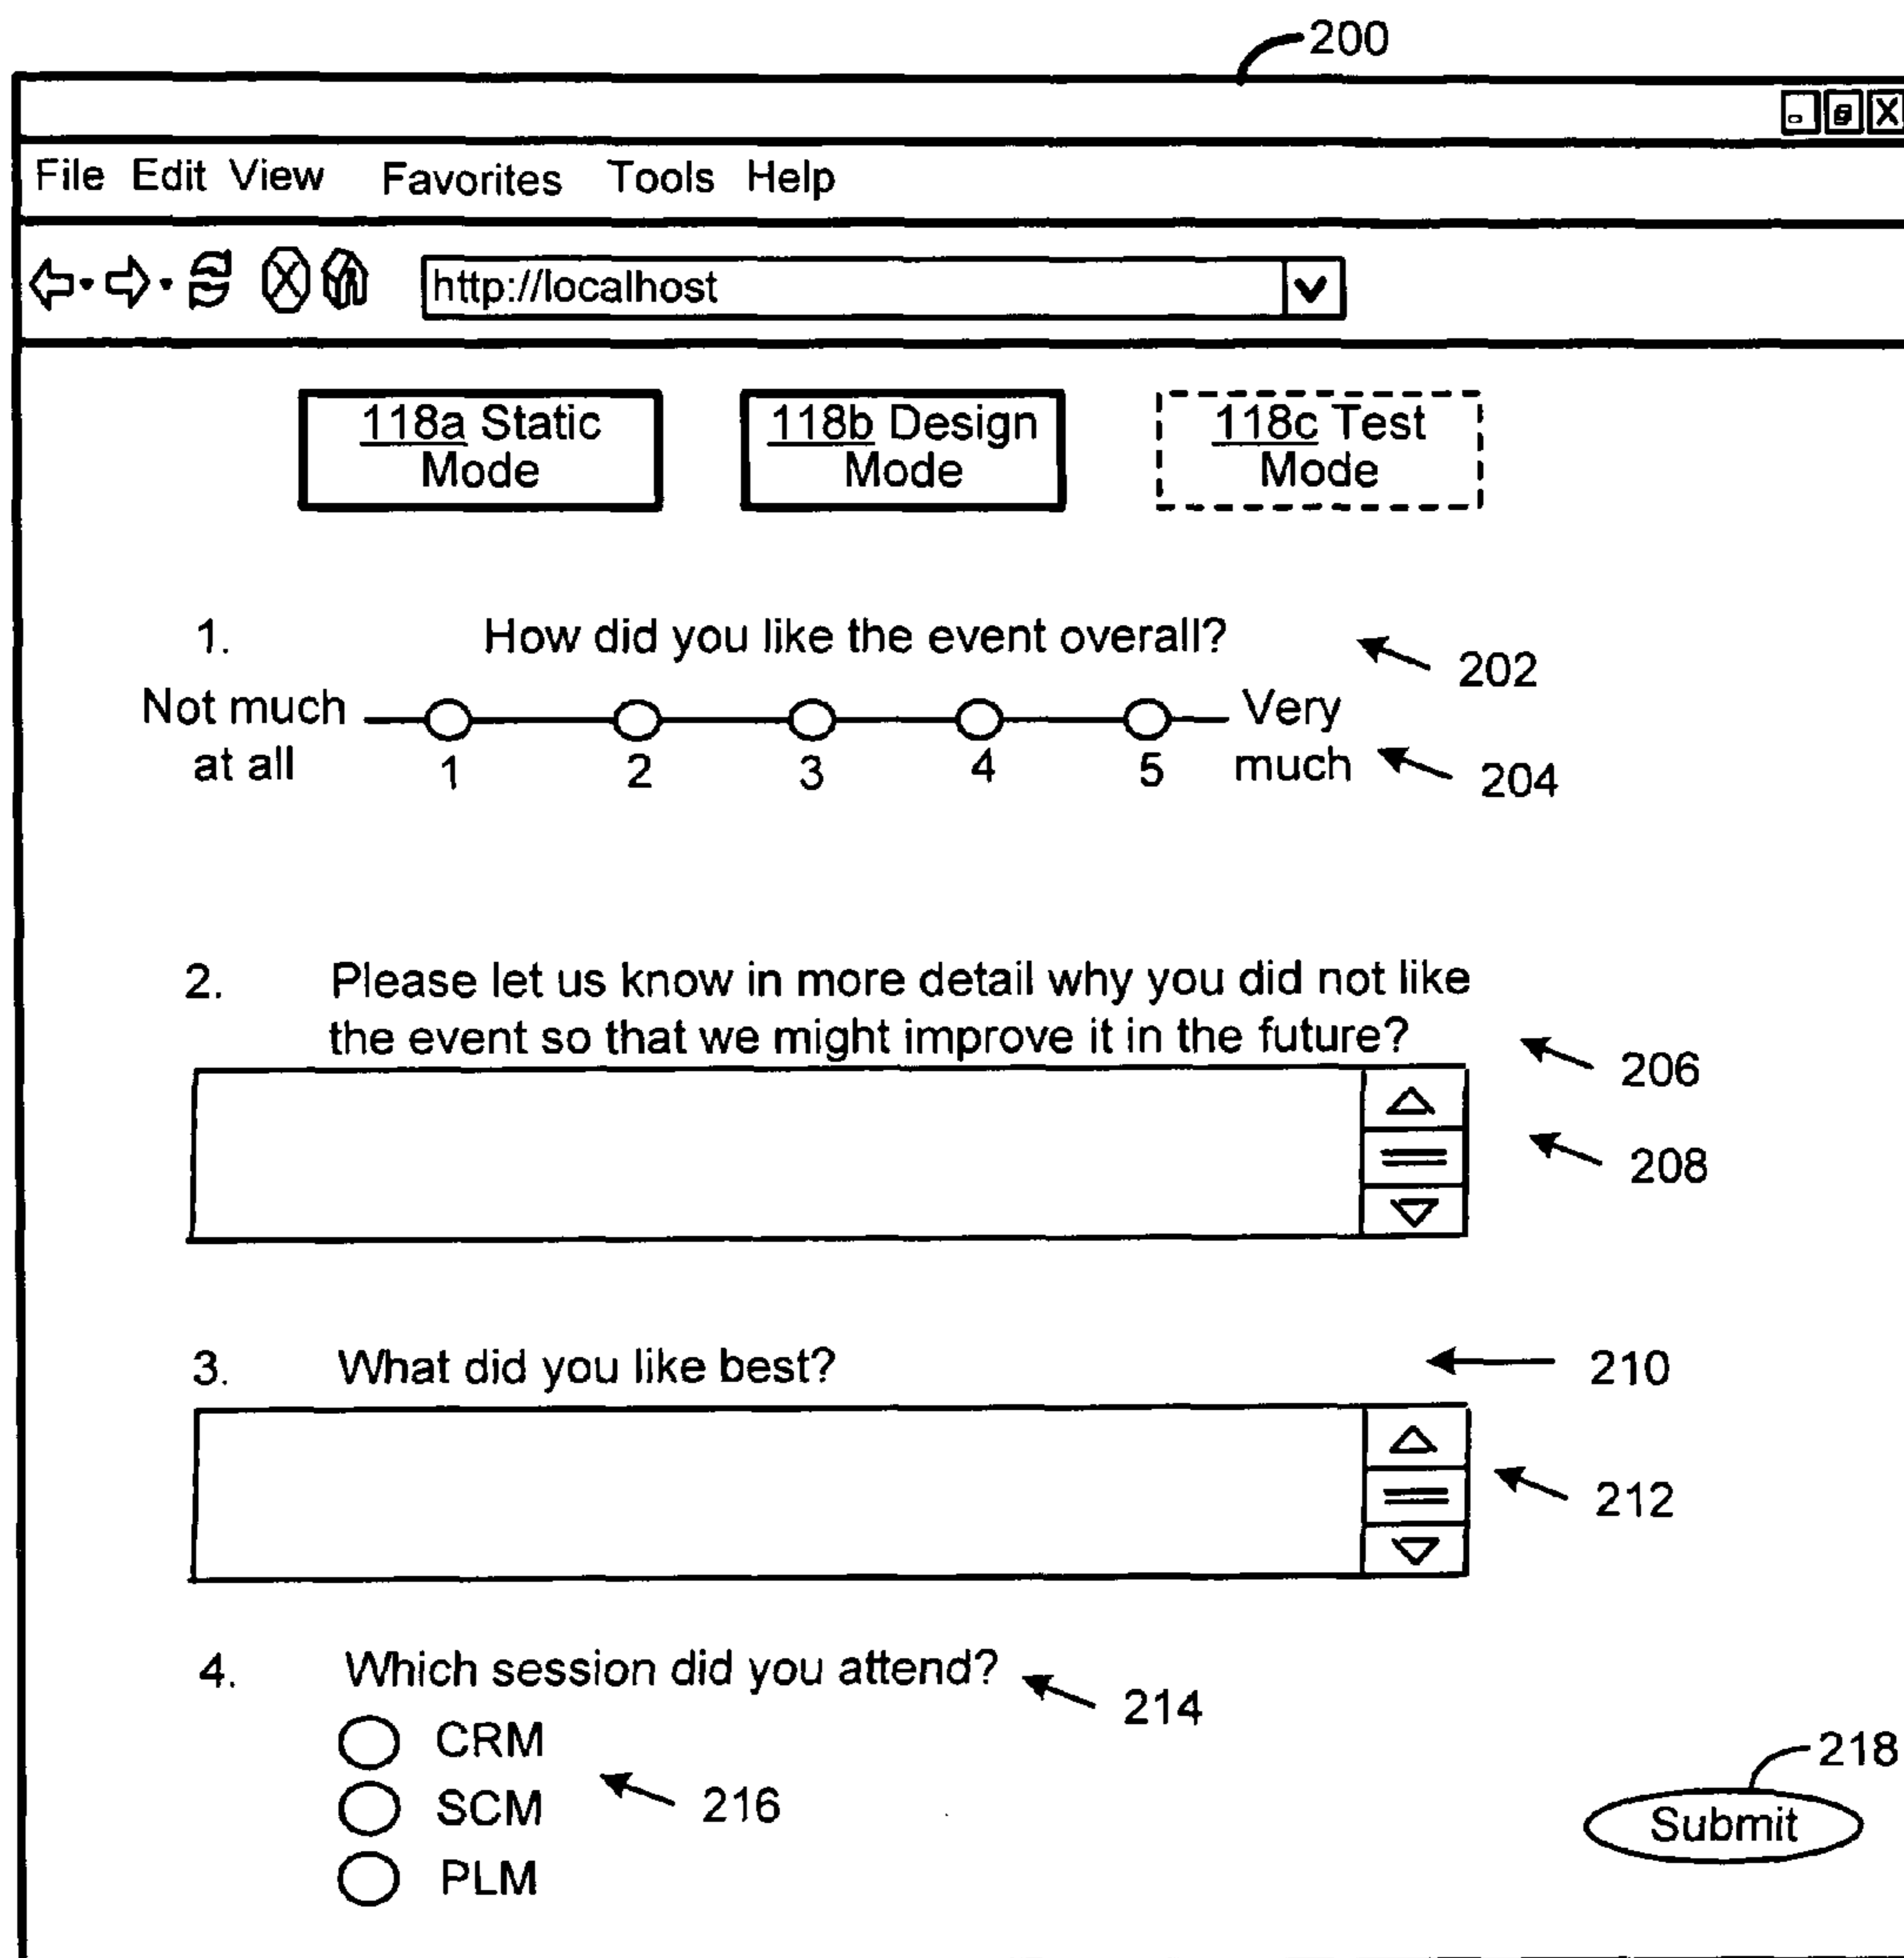 200
File Edit View Favorites Tools Help
http://localhost
118a Static Mode
118b Design Mode
118c Test Mode
1. How did you like the event overall?
202
Not much at all
Very much
1 2 3 4 5
204
2. Please let us know in more detail why you did not like
the event so that we might improve it in the future?
206
208
3. What did you like best?
210
212
4. Which session did you attend?
214
CRM
SCM
PLM
216
218
Submit